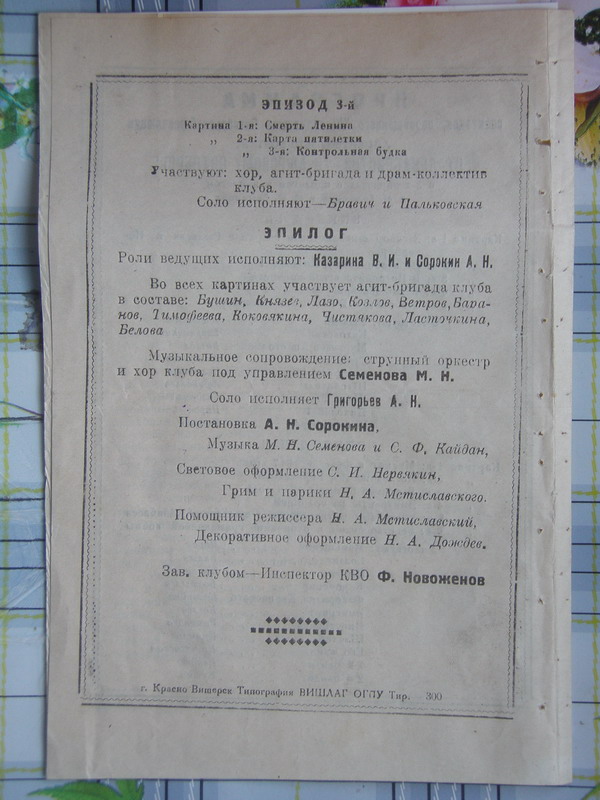 ЭПИЗОД 3-й
Картина 1-я: Смерть Ленина
„ 2-я: Карта пятилетки
„ 3-я: Контрольная будка
Участвуют: хор, агит-бригада и драм-коллектив
клуба.
Соло исполняют—Бравич и Пальковская
ЭПИЛОГ
Роли ведущих исполняют: Казарина В. И. и Сорокин А. Н.
Во всех картинах участвует агит-бригада клуба
в составе: Бушин, Князев, Лазо, Козлов, Ветров, Бара-
нов, Тимофеева, Коковякина, Чистякова, Ласточкина,
Белова
Музыкальное сопровождение: струнный оркестр
и хор клуба под управлением Семенова М. Н.
Соло исполняет Григорьев А. Н.
Постановка А. Н. Сорокина,
Музыка М. Н. Семенова и С. Ф. Кайдан,
Световое оформление С. И. Нервякин,
Грим и парики Н. А. Мстиславского.
Помощник режиссера Н. А. Мстиславский,
Декоративное оформление Н. А. Дождев.
Зав. клубом—Инспектор КВО Ф. Новоженов
г. Красно Вишерск Типография ВИШЛАГ ОГПУ Тир. 300